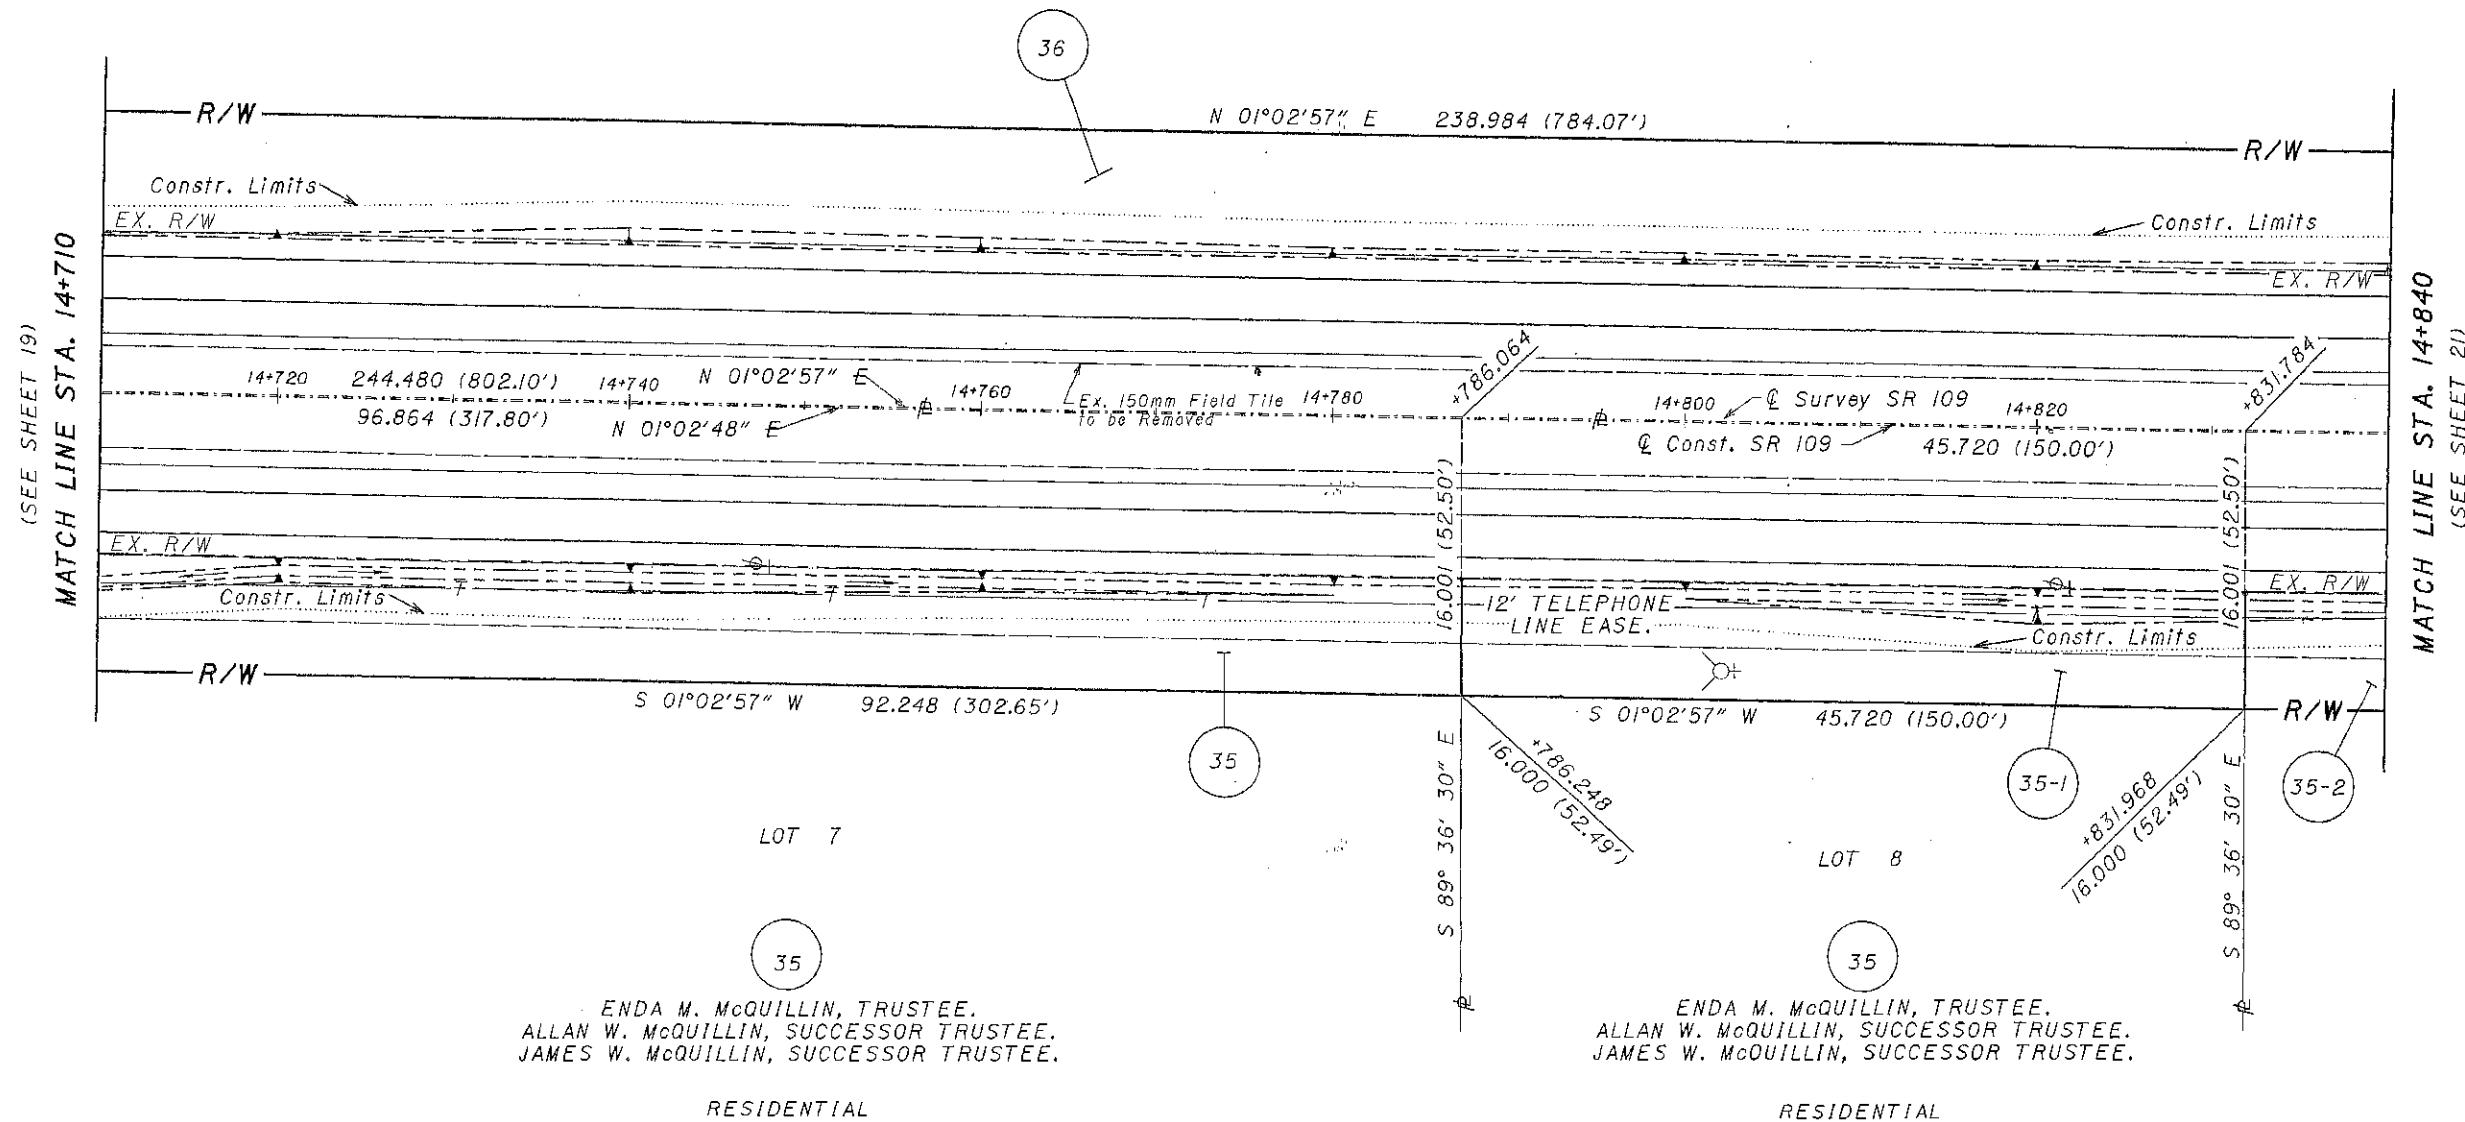 36
R/W
N 01°02'57" E 238.984 (784.07')
R/W
Constr. Limits
EX. R/W
Constr. Limits
EX. R/W
(SEE SHEET 19)
MATCH LINE STA. 14+710
MATCH LINE STA. 14+840
(SEE SHEET 21)
+786.064
+831.784
14+720 244.480 (802.10') 14+740 N 01°02'57" E 14+760
Ex. 150mm Field Tile
to be Removed
14+780 14+800 ℄ Survey SR 109 14+820
96.864 (317.80') N 01°02'48" E
℄ Const. SR 109 45.720 (150.00')
16.001 (52.50')
16.001 (52.50')
EX. R/W
EX. R/W
T T T
Constr. Limits
12' TELEPHONE
LINE EASE.
Constr. Limits
R/W
S 01°02'57" W 92.248 (302.65')
S 01°02'57" W 45.720 (150.00')
R/W
35
+786.248
16.000 (52.49')
35-1
+831.968
16.000 (52.49')
35-2
S 89° 36' 30" E
S 89° 36' 30" E
LOT 7
LOT 8
35
ENDA M. McQUILLIN, TRUSTEE.
ALLAN W. McQUILLIN, SUCCESSOR TRUSTEE.
JAMES W. McQUILLIN, SUCCESSOR TRUSTEE.
RESIDENTIAL
35
ENDA M. McQUILLIN, TRUSTEE.
ALLAN W. McQUILLIN, SUCCESSOR TRUSTEE.
JAMES W. McQUILLIN, SUCCESSOR TRUSTEE.
RESIDENTIAL